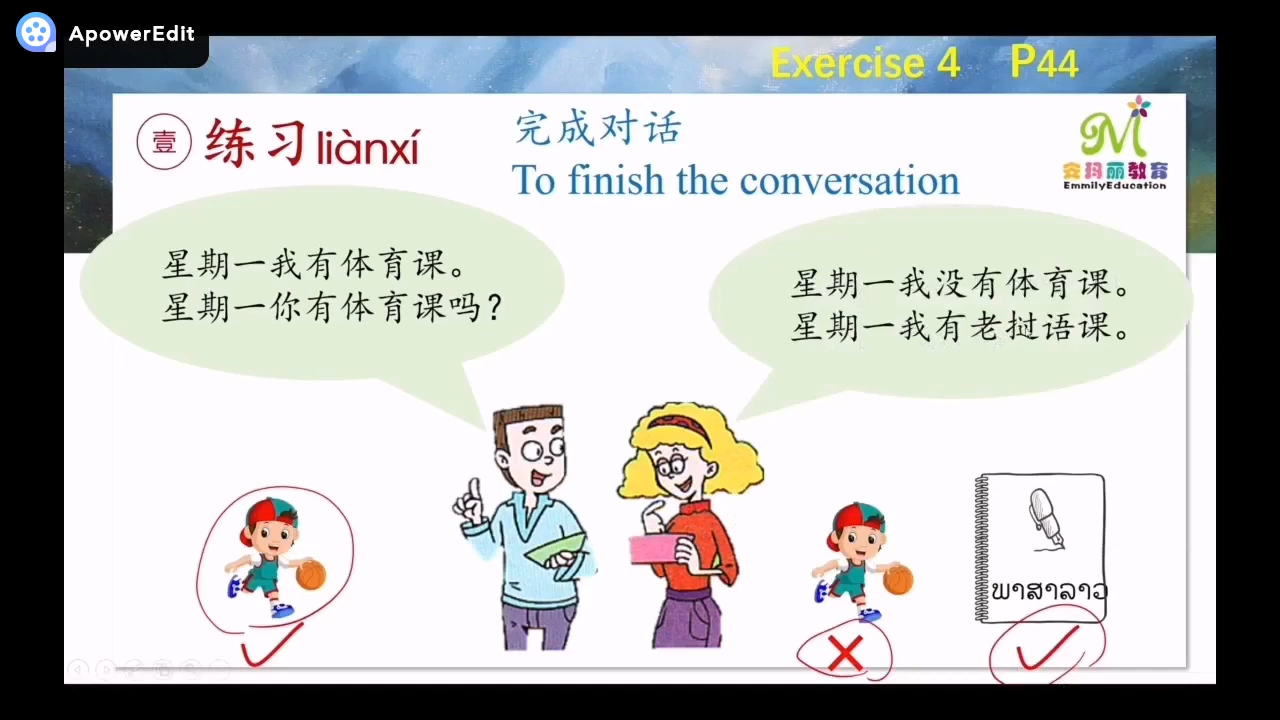 ApowerEdit
Exercise 4 P44
壹 练习 liànxí
完成对话
To finish the conversation
安玛丽教育
EmmilyEducation
星期一我有体育课。
星期一你有体育课吗？
星期一我没有体育课。
星期一我有老挝语课。
ພາສາລາວ